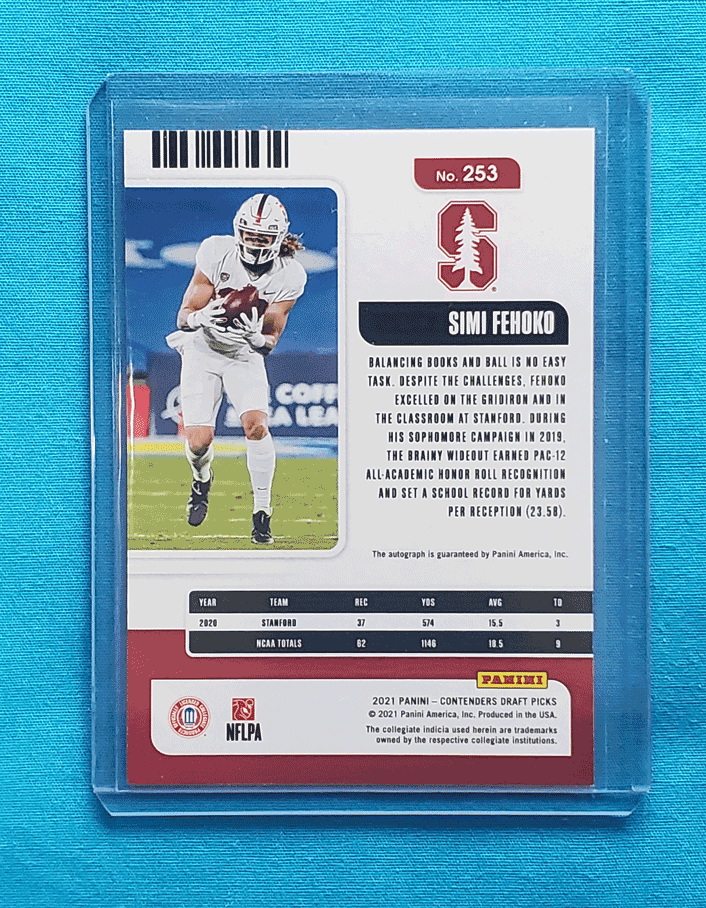 No. 253
S
SIMI FEHOKO
BALANCING BOOKS AND BALL IS NO EASY
TASK. DESPITE THE CHALLENGES, FEHOKO
EXCELLED ON THE GRIDIRON AND IN
THE CLASSROOM AT STANFORD. DURING
HIS SOPHOMORE CAMPAIGN IN 2019,
THE BRAINY WIDEOUT EARNED PAC-12
ALL-ACADEMIC HONOR ROLL RECOGNITION
AND SET A SCHOOL RECORD FOR YARDS
PER RECEPTION (23.58).
The autograph is guaranteed by Panini America, Inc.
YEAR TEAM REC YDS AVG TD
2020 STANFORD 37 574 15.5 3
NCAA TOTALS 62 1146 18.5 9
PANINI
2021 PANINI – CONTENDERS DRAFT PICKS
© 2021 Panini America, Inc. Produced in the USA.
The collegiate indicia used herein are trademarks
owned by the respective collegiate institutions.
OFFICIALLY LICENSED COLLEGIATE PRODUCTS
NFLPA